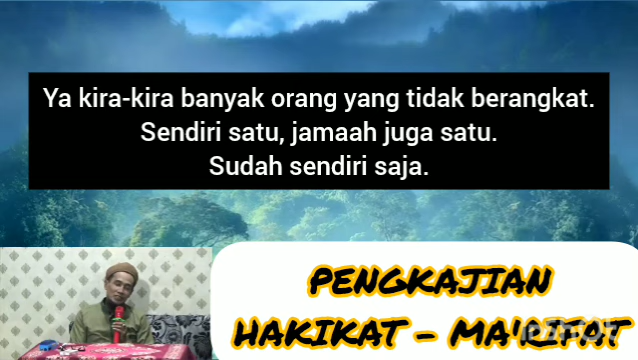 Ya kira-kira banyak orang yang tidak berangkat.
Sendiri satu, jamaah juga satu.
Sudah sendiri saja.
PENGKAJIAN
HAKIKAT - MA'RIFAT